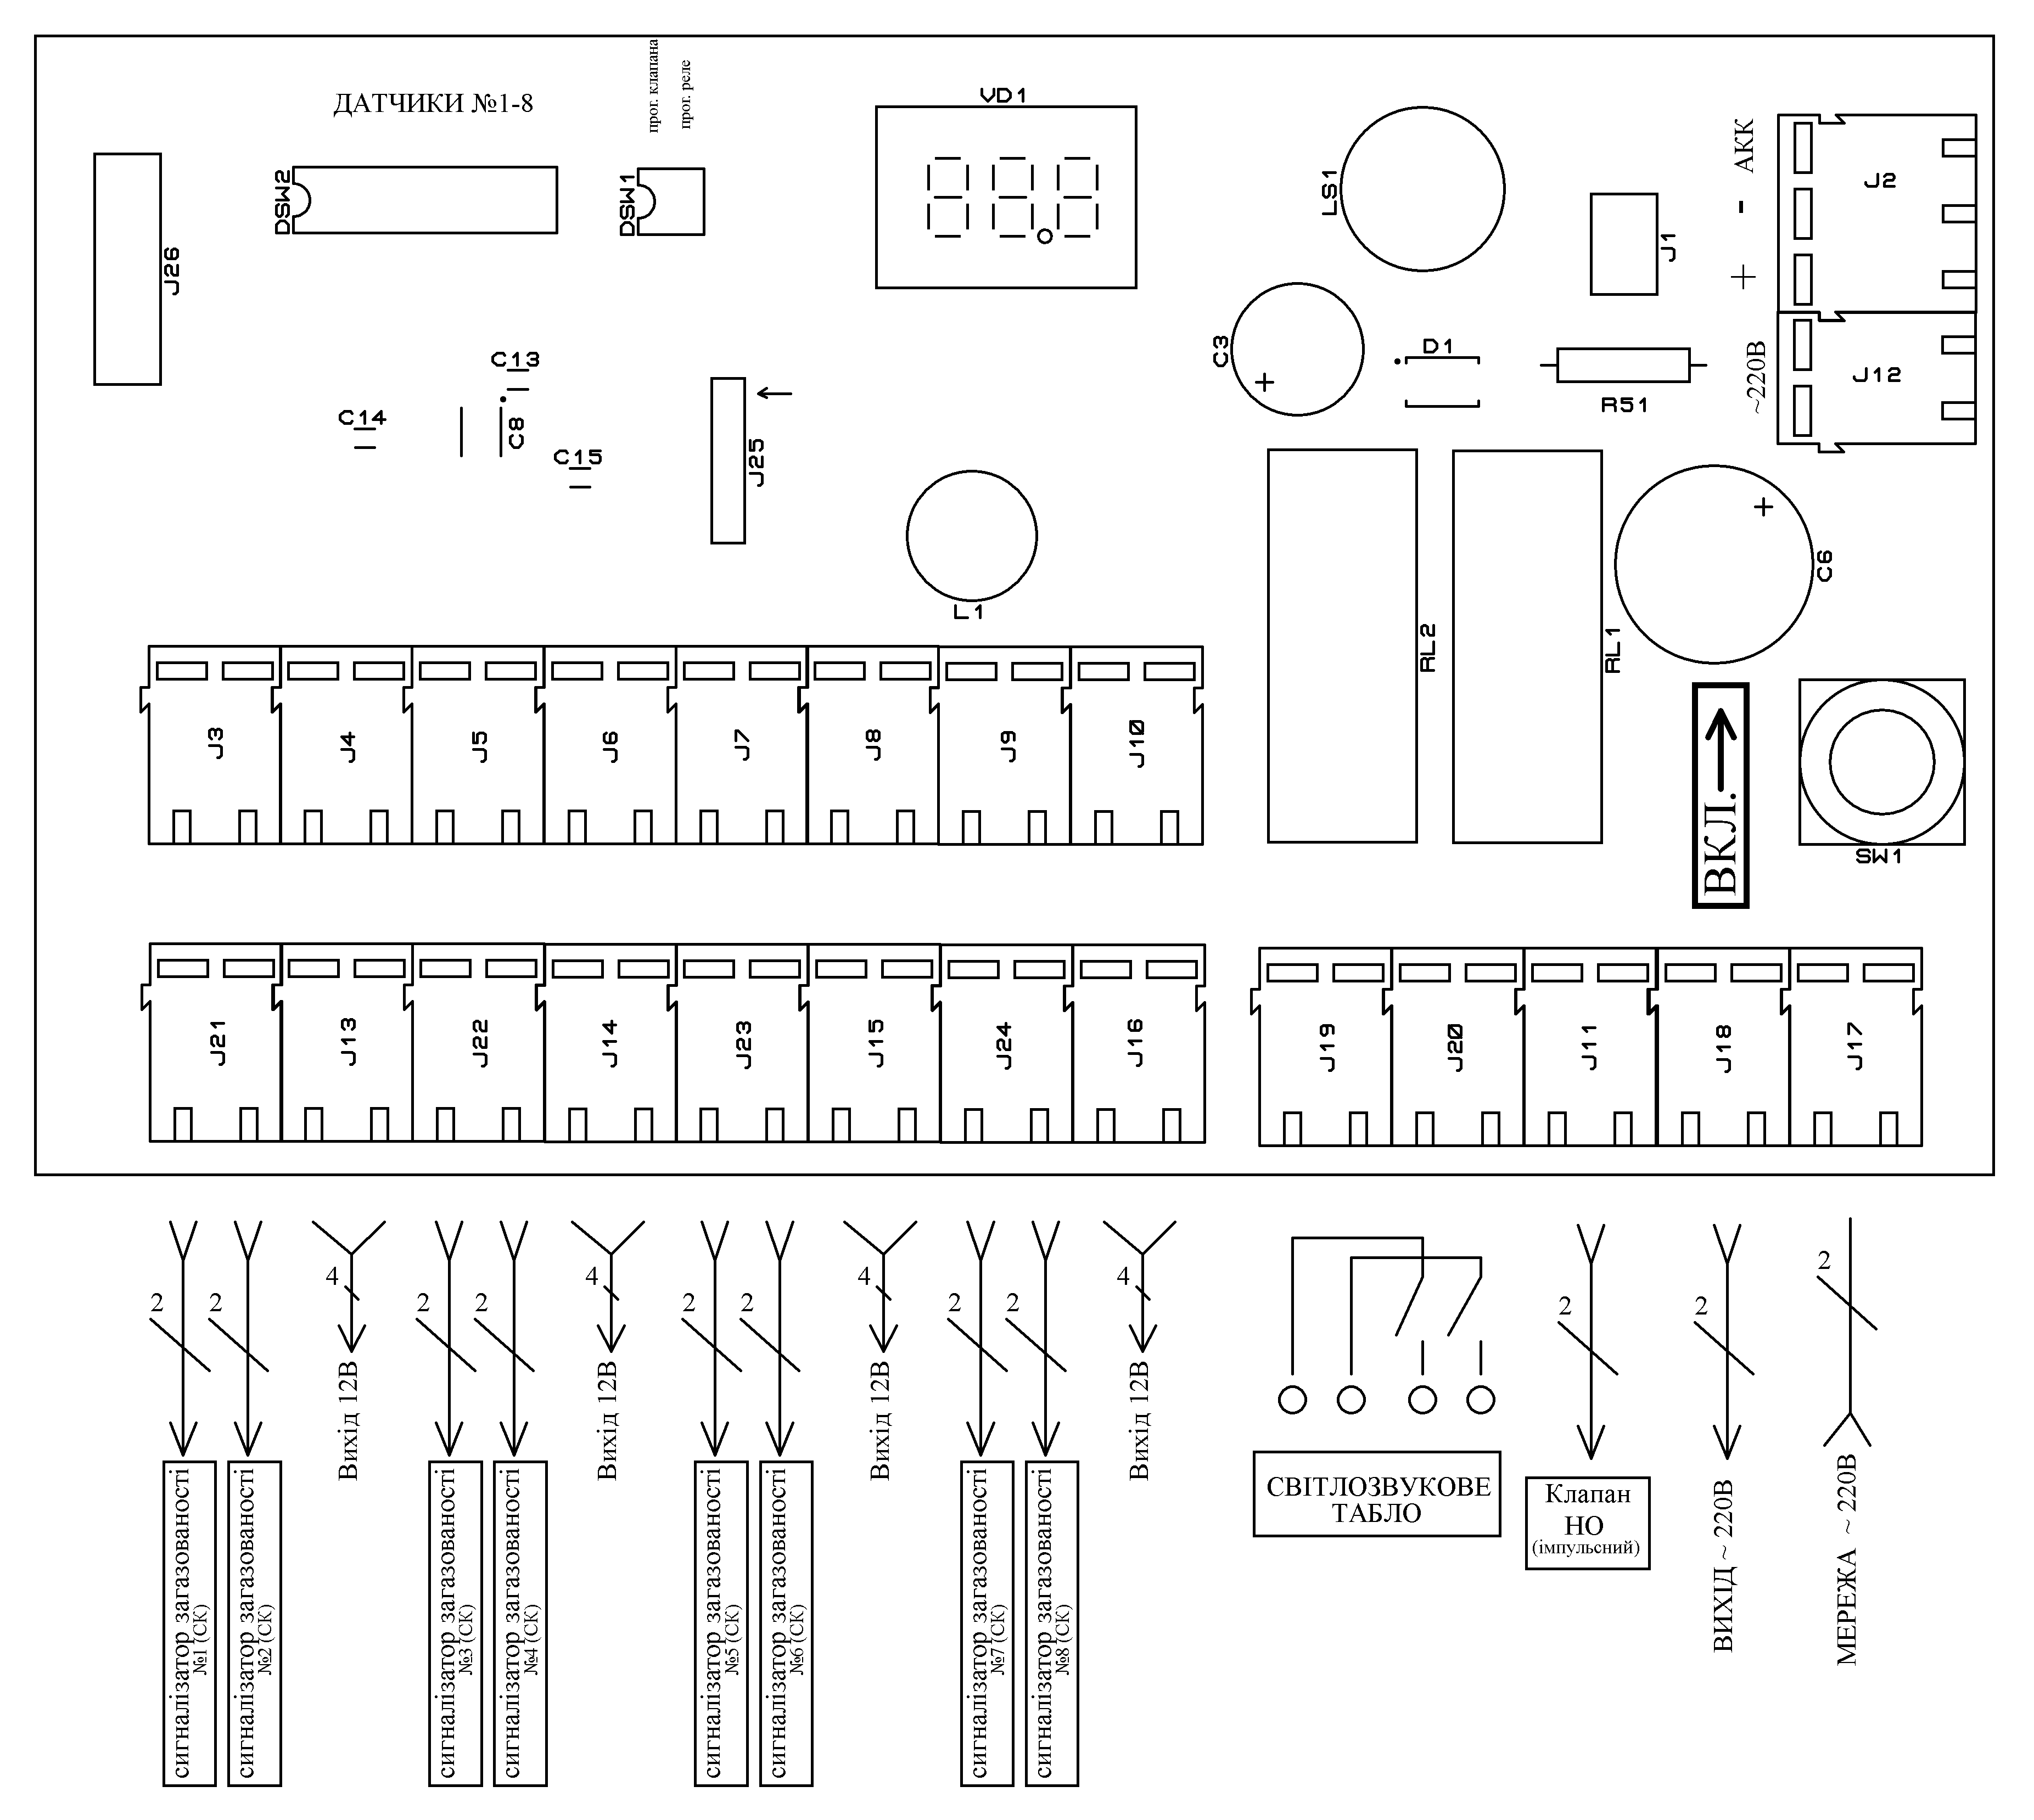 прог. клапана
прог. реле
ДАТЧИКИ №1-8
VD1
АКК
-
+
J2
DSW2
DSW1
LS1
J1
J26
C3
D1
~220В
J12
R51
C13
C14
C8
C15
J25
L1
RL2
RL1
C6
+
+
ВКЛ.
SW1
J3
J4
J5
J6
J7
J8
J9
J10
J21
J13
J22
J14
J23
J15
J24
J16
J19
J20
J11
J18
J17
2
2
4
2
2
4
2
2
4
2
2
4
2
2
2
Вихід 12В
Вихід 12В
Вихід 12В
Вихід 12В
сигналізатор загазованості
№1 (СК)
сигналізатор загазованості
№2 (СК)
сигналізатор загазованості
№3 (СК)
сигналізатор загазованості
№4 (СК)
сигналізатор загазованості
№5 (СК)
сигналізатор загазованості
№6 (СК)
сигналізатор загазованості
№7 (СК)
сигналізатор загазованості
№8 (СК)
СВІТЛОЗВУКОВЕ
ТАБЛО
Клапан
НО
(імпульсний)
ВИХІД ~ 220В
МЕРЕЖА ~ 220В